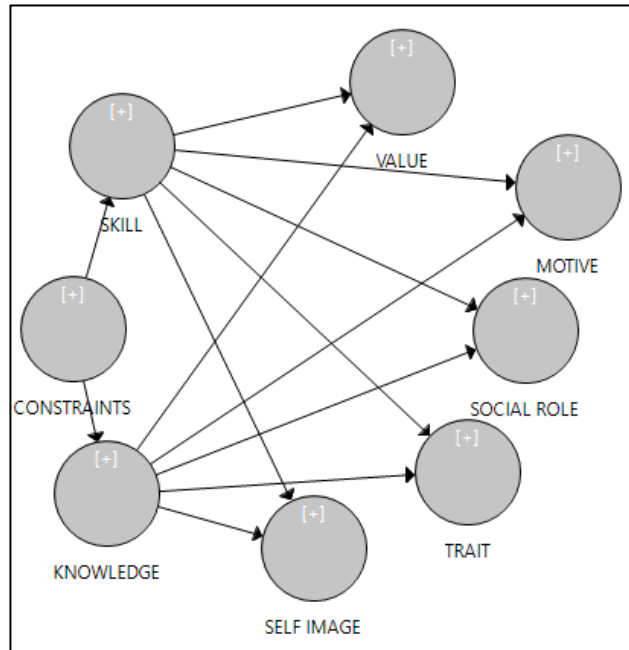 [+]
[+]
VALUE
SKILL
[+]
MOTIVE
[+]
CONSTRAINTS
[+]
SOCIAL ROLE
[+]
KNOWLEDGE
[+]
TRAIT
[+]
SELF IMAGE